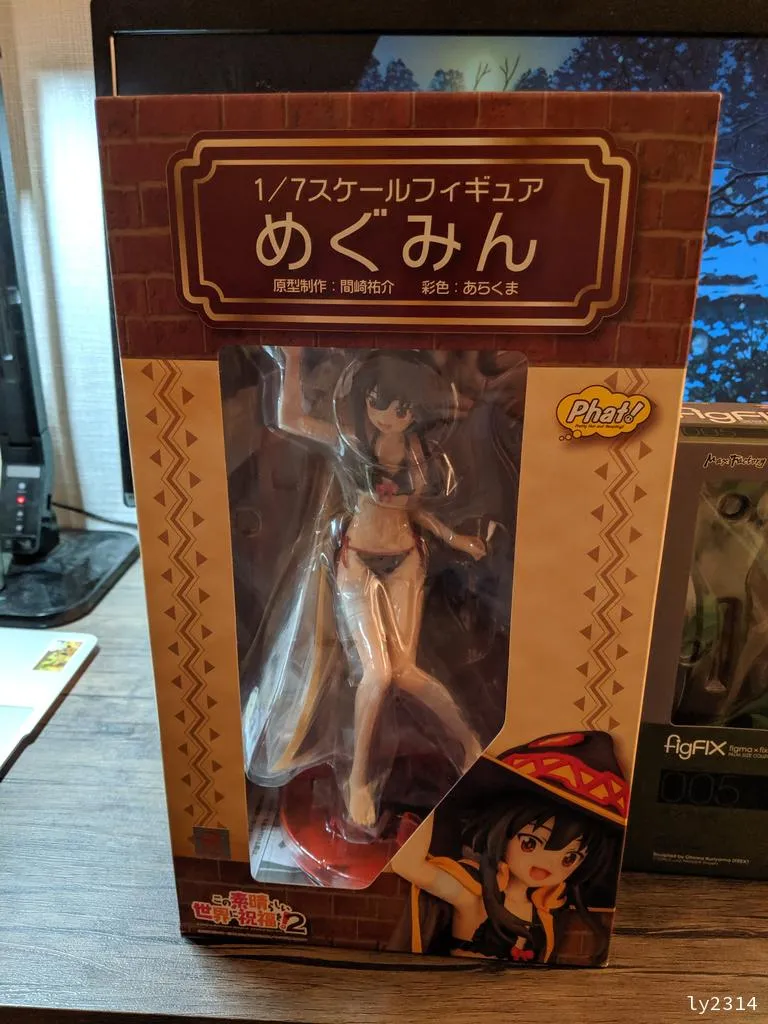 1/7スケールフィギュア
めぐみん
原型制作：間崎祐介　彩色：あらくま
Phat!
FIX
Max Factory
この素晴らしい
世界に祝福を!2
figFIX figma×fix
005
ly2314